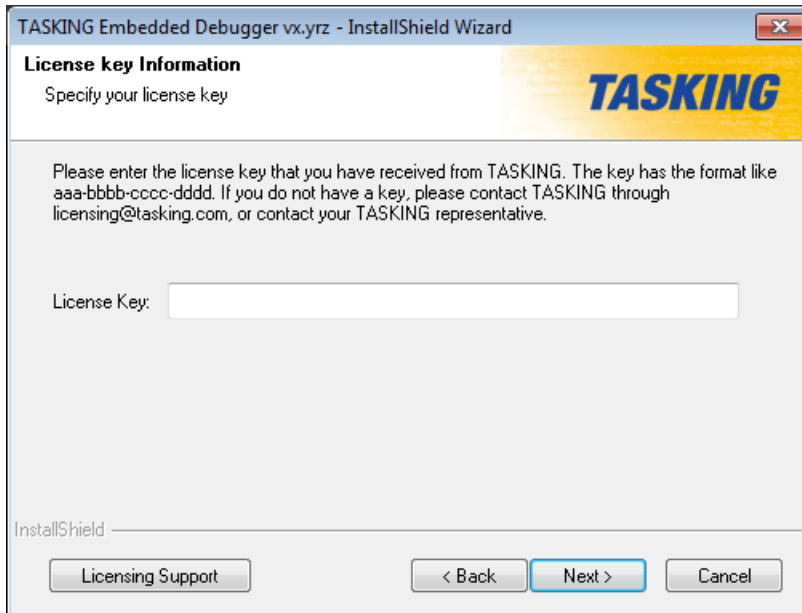 TASKING Embedded Debugger vx.yrz - InstallShield Wizard
License key Information
Specify your license key
TASKING
Please enter the license key that you have received from TASKING. The key has the format like
aaa-bbbb-cccc-dddd. If you do not have a key, please contact TASKING through
licensing@tasking.com, or contact your TASKING representative.
License Key:
InstallShield
Licensing Support
< Back
Next >
Cancel